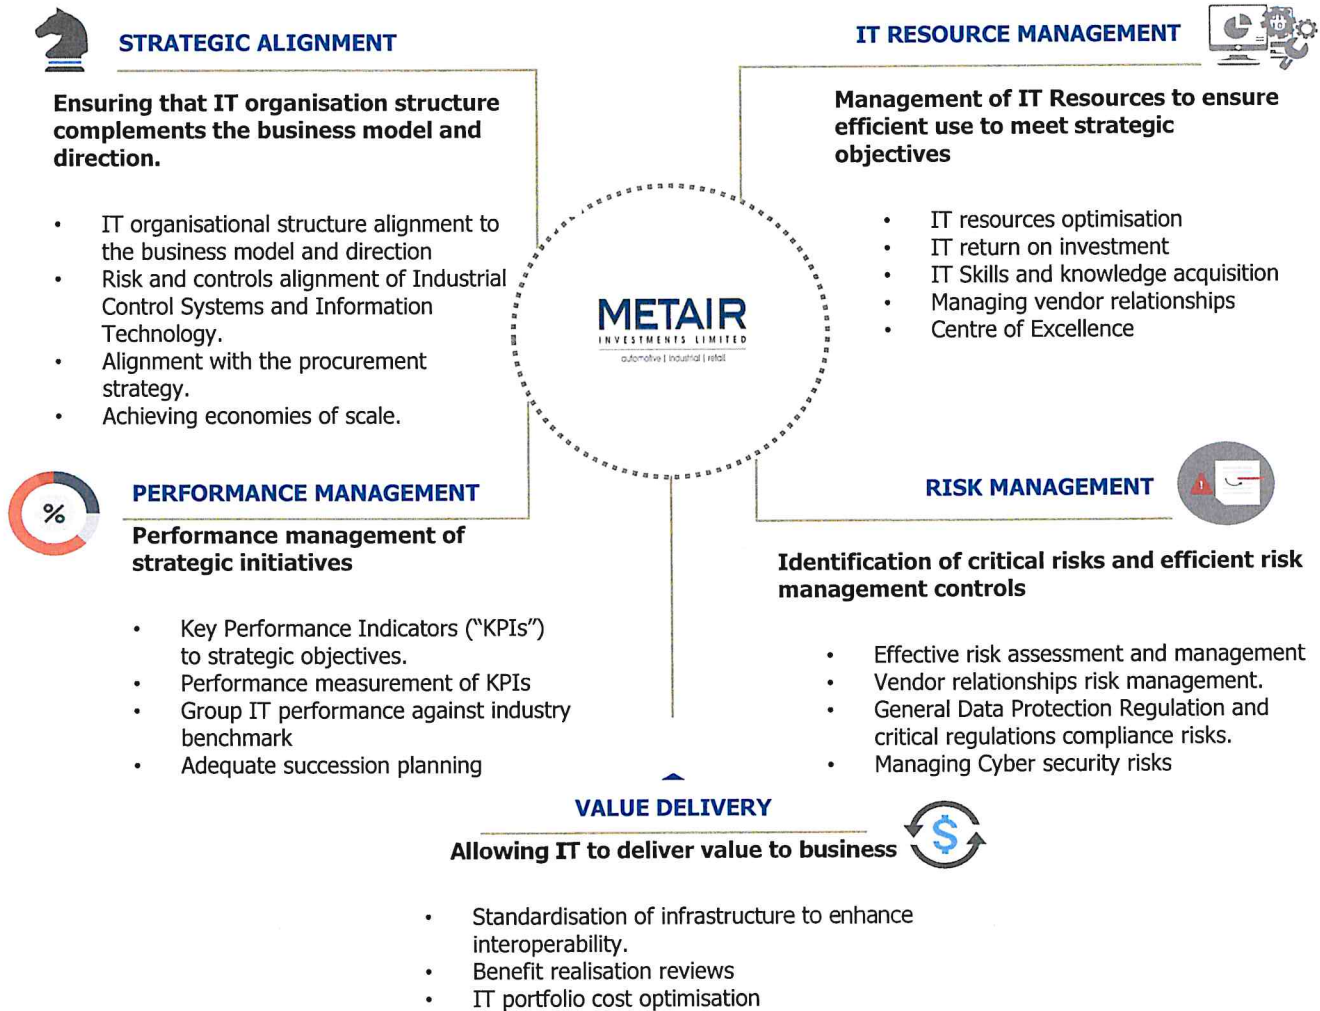 STRATEGIC ALIGNMENT
Ensuring that IT organisation structure
complements the business model and
direction.
• IT organisational structure alignment to
the business model and direction
• Risk and controls alignment of Industrial
Control Systems and Information
Technology.
• Alignment with the procurement
strategy.
• Achieving economies of scale.
IT RESOURCE MANAGEMENT
Management of IT Resources to ensure
efficient use to meet strategic
objectives
• IT resources optimisation
• IT return on investment
• IT Skills and knowledge acquisition
• Managing vendor relationships
• Centre of Excellence
METAIR
INVESTMENTS LIMITED
automotive | industrial | retail
%
PERFORMANCE MANAGEMENT
Performance management of
strategic initiatives
• Key Performance Indicators (“KPIs”)
to strategic objectives.
• Performance measurement of KPIs
• Group IT performance against industry
benchmark
• Adequate succession planning
RISK MANAGEMENT
Identification of critical risks and efficient risk
management controls
• Effective risk assessment and management
• Vendor relationships risk management.
• General Data Protection Regulation and
critical regulations compliance risks.
• Managing Cyber security risks
VALUE DELIVERY
$
Allowing IT to deliver value to business
• Standardisation of infrastructure to enhance
interoperability.
• Benefit realisation reviews
• IT portfolio cost optimisation